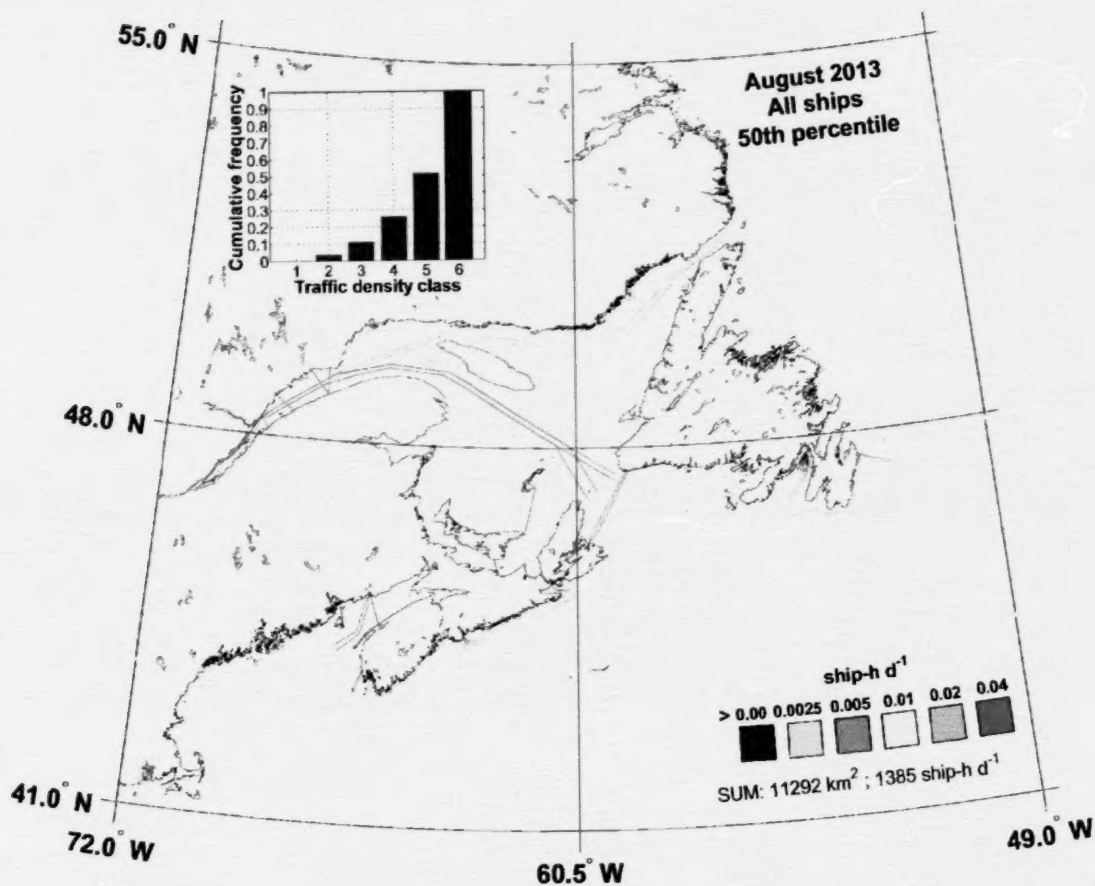 55.0° N
August 2013
All ships
50th percentile
Cumulative frequency
1
0.9
0.8
0.7
0.6
0.5
0.4
0.3
0.2
0.1
0
1 2 3 4 5 6
Traffic density class
48.0° N
ship-h d⁻¹
> 0.00 0.0025 0.005 0.01 0.02 0.04
SUM: 11292 km² ; 1385 ship-h d⁻¹
41.0° N
72.0° W
60.5° W
49.0° W